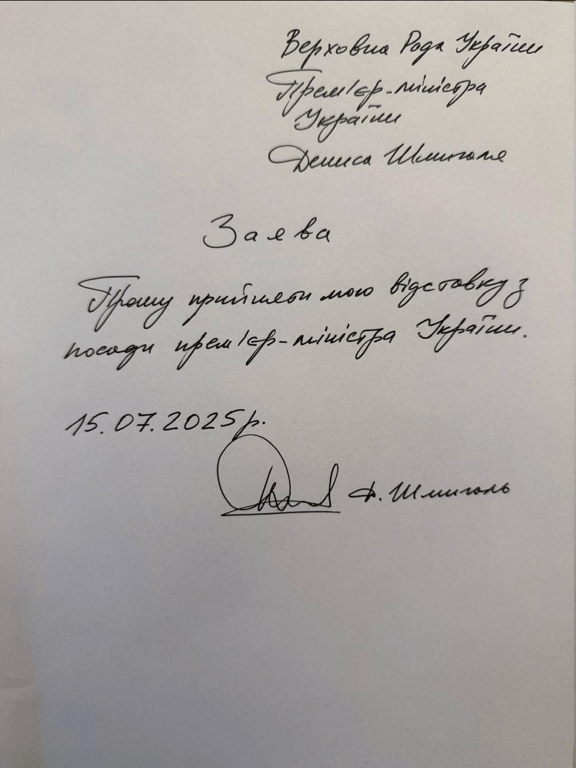 Верховна Рада України
Прем'єр-міністра
України
Дениса Шмигаля
Заява
Прошу прийняти мою відставку з
посади прем'єр-міністра України.
15.07.2025р.
Д. Шмигаль